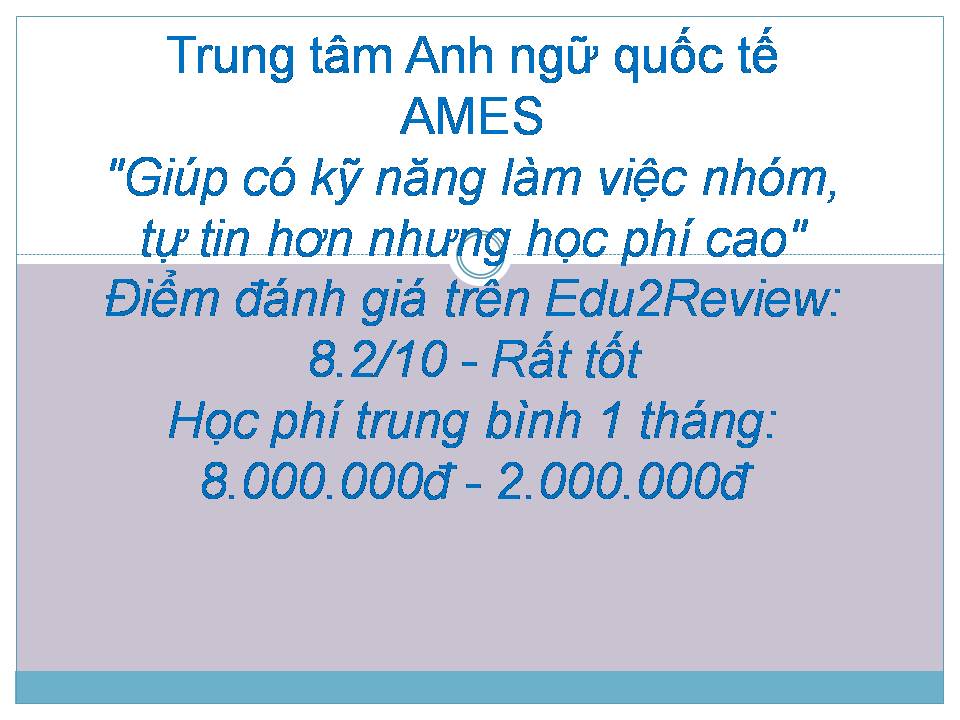 Trung tâm Anh ngữ quốc tế
AMES
"Giúp có kỹ năng làm việc nhóm,
tự tin hơn nhưng học phí cao"
Điểm đánh giá trên Edu2Review:
8.2/10 - Rất tốt
Học phí trung bình 1 tháng:
8.000.000đ - 2.000.000đ